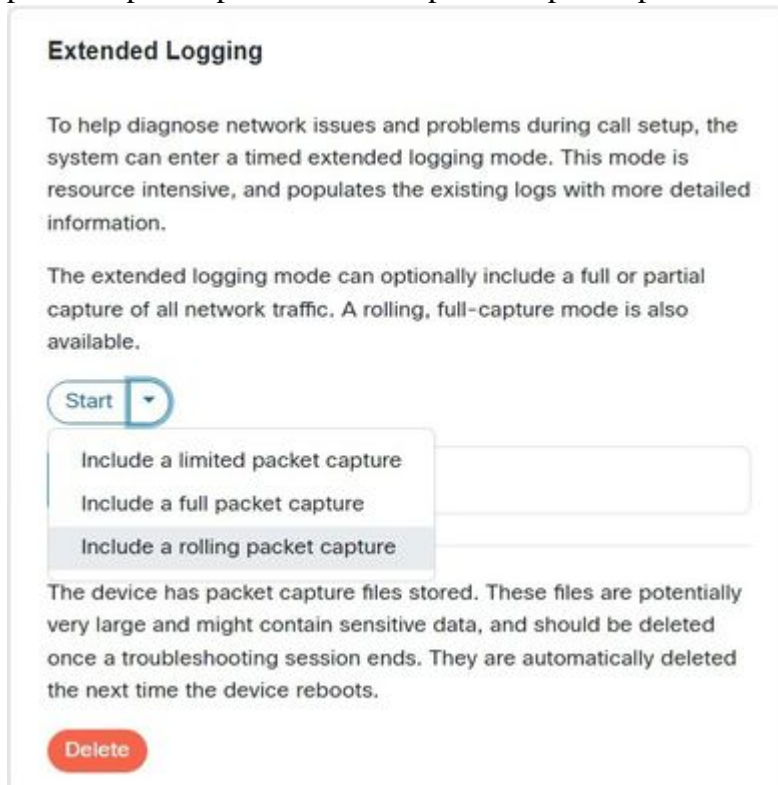 Extended Logging
To help diagnose network issues and problems during call setup, the
system can enter a timed extended logging mode. This mode is
resource intensive, and populates the existing logs with more detailed
information.
The extended logging mode can optionally include a full or partial
capture of all network traffic. A rolling, full-capture mode is also
available.
Start
Include a limited packet capture
Include a full packet capture
Include a rolling packet capture
The device has packet capture files stored. These files are potentially
very large and might contain sensitive data, and should be deleted
once a troubleshooting session ends. They are automatically deleted
the next time the device reboots.
Delete